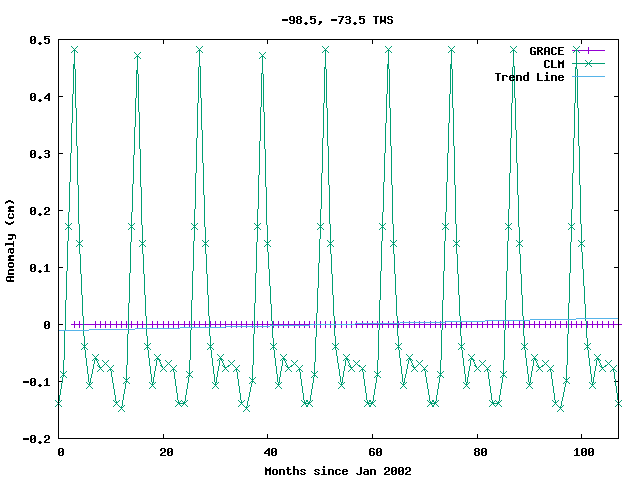 -98.5, -73.5 TWS
0.5
GRACE
CLM
Trend Line
0.4
0.3
0.2
0.1
0
-0.1
-0.2
Anomaly (cm)
0 20 40 60 80 100
Months since Jan 2002